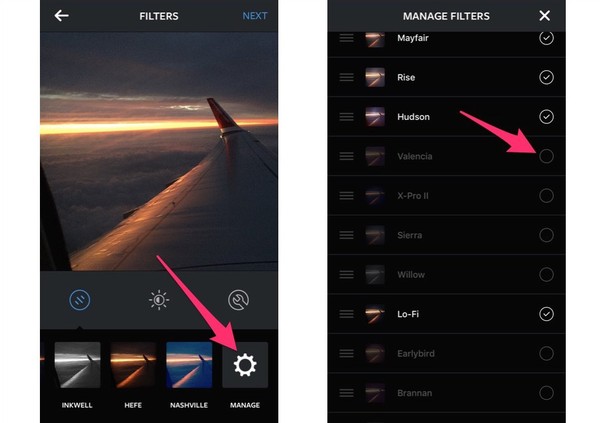 FILTERS
NEXT
INKWELL
HEFE
NASHVILLE
MANAGE
MANAGE FILTERS
Mayfair
Rise
Hudson
Valencia
X-Pro II
Sierra
Willow
Lo-Fi
Earlybird
Brannan